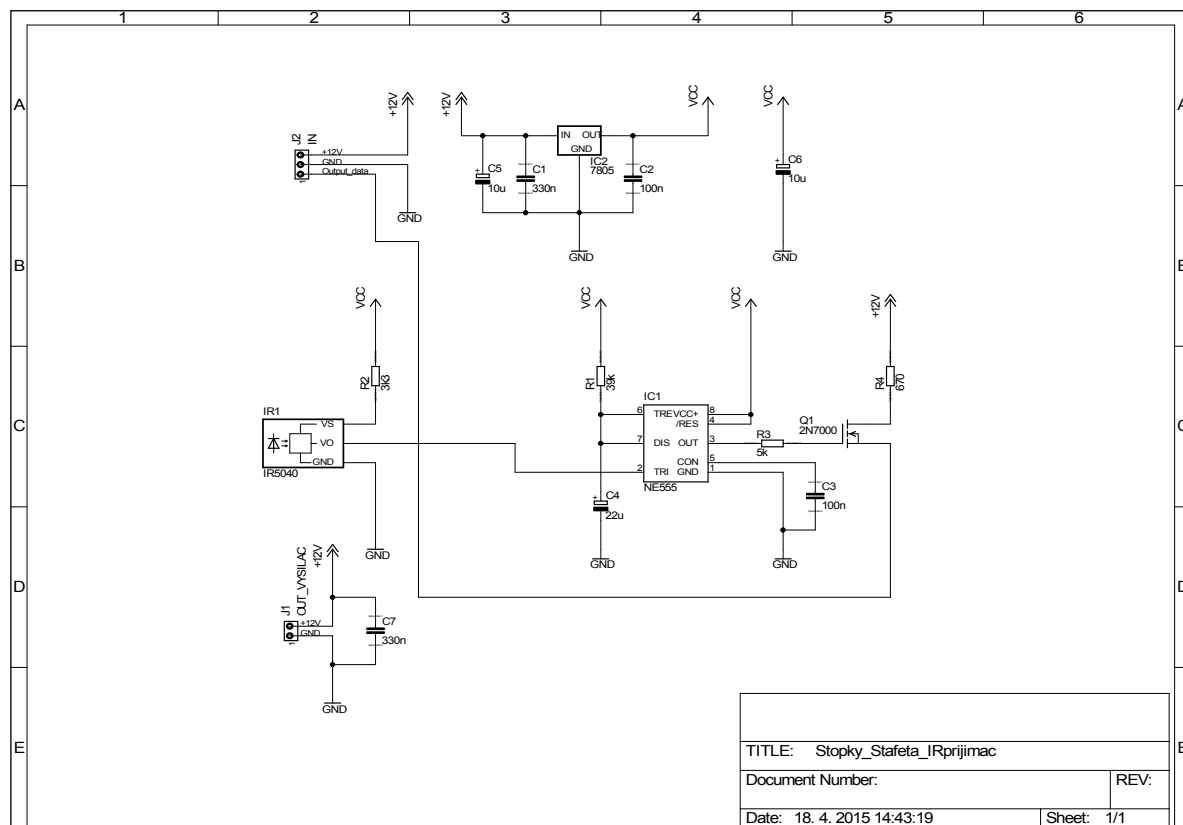 1 2 3 4 5 6
A
A
B
B
C
C
D
D
E
E
J2
IN
+12V
GND
Output_data
1
+12V
GND
+12V
C5
10u
C1
330n
IN OUT
GND
IC2
7805
C2
100n
VCC
GND
VCC
C6
10u
GND
VCC
R2
3k3
IR1
VS
VO
GND
IR5040
GND
VCC
R1
39k
C4
22u
GND
IC1
6 TRE VCC+ 8
/RES 4
7 DIS OUT 3
CON 5
2 TRI GND 1
NE555
VCC
R3
5k
Q1
2N7000
+12V
R4
670
C3
100n
GND
J1
OUT_VYSILAC
+12V
GND
1
+12V
C7
330n
GND
TITLE: Stopky_Stafeta_IRprijimac
Document Number:
REV:
Date: 18. 4. 2015 14:43:19
Sheet: 1/1